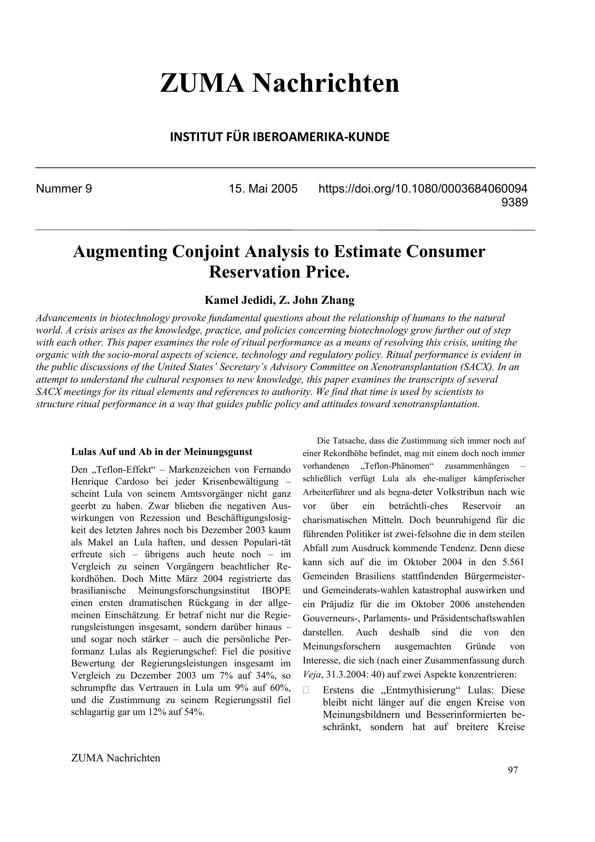 ZUMA Nachrichten
INSTITUT FÜR IBEROAMERIKA-KUNDE
Nummer 9 15. Mai 2005 https://doi.org/10.1080/0003684060094
9389
Augmenting Conjoint Analysis to Estimate Consumer
Reservation Price.
Kamel Jedidi, Z. John Zhang
Advancements in biotechnology provoke fundamental questions about the relationship of humans to the natural
world. A crisis arises as the knowledge, practice, and policies concerning biotechnology grow further out of step
with each other. This paper examines the role of ritual performance as a means of resolving this crisis, uniting the
organic with the socio-moral aspects of science, technology and regulatory policy. Ritual performance is evident in
the public discussions of the United States’ Secretary’s Advisory Committee on Xenotransplantation (SACX). In an
attempt to understand the cultural responses to new knowledge, this paper examines the transcripts of several
SACX meetings for its ritual elements and references to authority. We find that time is used by scientists to
structure ritual performance in a way that guides public policy and attitudes toward xenotransplantation.
Lulas Auf und Ab in der Meinungsgunst
Den „Teflon-Effekt“ – Markenzeichen von Fernando
Henrique Cardoso bei jeder Krisenbewältigung –
scheint Lula von seinem Amtsvorgänger nicht ganz
geerbt zu haben. Zwar blieben die negativen Aus-
wirkungen von Rezession und Beschäftigungslosig-
keit des letzten Jahres noch bis Dezember 2003 kaum
als Makel an Lula haften, und dessen Populari-tät
erfreute sich – übrigens auch heute noch – im
Vergleich zu seinen Vorgängern beachtlicher Re-
kordhöhen. Doch Mitte März 2004 registrierte das
brasilianische Meinungsforschungsinstitut IBOPE
einen ersten dramatischen Rückgang in der allge-
meinen Einschätzung. Er betraf nicht nur die Regie-
rungsleistungen insgesamt, sondern darüber hinaus –
und sogar noch stärker – auch die persönliche Per-
formanz Lulas als Regierungschef: Fiel die positive
Bewertung der Regierungsleistungen insgesamt im
Vergleich zu Dezember 2003 um 7% auf 34%, so
schrumpfte das Vertrauen in Lula um 9% auf 60%,
und die Zustimmung zu seinem Regierungsstil fiel
schlagartig gar um 12% auf 54%.
Die Tatsache, dass die Zustimmung sich immer noch auf
einer Rekordhöhe befindet, mag mit einem doch noch immer
vorhandenen „Teflon-Phänomen“ zusammenhängen –
schließlich verfügt Lula als ehe-maliger kämpferischer
Arbeiterführer und als begna-deter Volkstribun nach wie
vor über ein beträchtli-ches Reservoir an
charismatischen Mitteln. Doch beunruhigend für die
führenden Politiker ist zwei-felsohne die in dem steilen
Abfall zum Ausdruck kommende Tendenz. Denn diese
kann sich auf die im Oktober 2004 in den 5.561
Gemeinden Brasiliens stattfindenden Bürgermeister-
und Gemeinderats-wahlen katastrophal auswirken und
ein Präjudiz für die im Oktober 2006 anstehenden
Gouverneurs-, Parlaments- und Präsidentschaftswahlen
darstellen. Auch deshalb sind die von den
Meinungsforschern ausgemachten Gründe von
Interesse, die sich (nach einer Zusammenfassung durch
Veja, 31.3.2004: 40) auf zwei Aspekte konzentrieren:
Erstens die „Entmythisierung“ Lulas: Diese
bleibt nicht länger auf die engen Kreise von
Meinungsbildnern und Besserinformierten be-
schränkt, sondern hat auf breitere Kreise
ZUMA Nachrichten
97